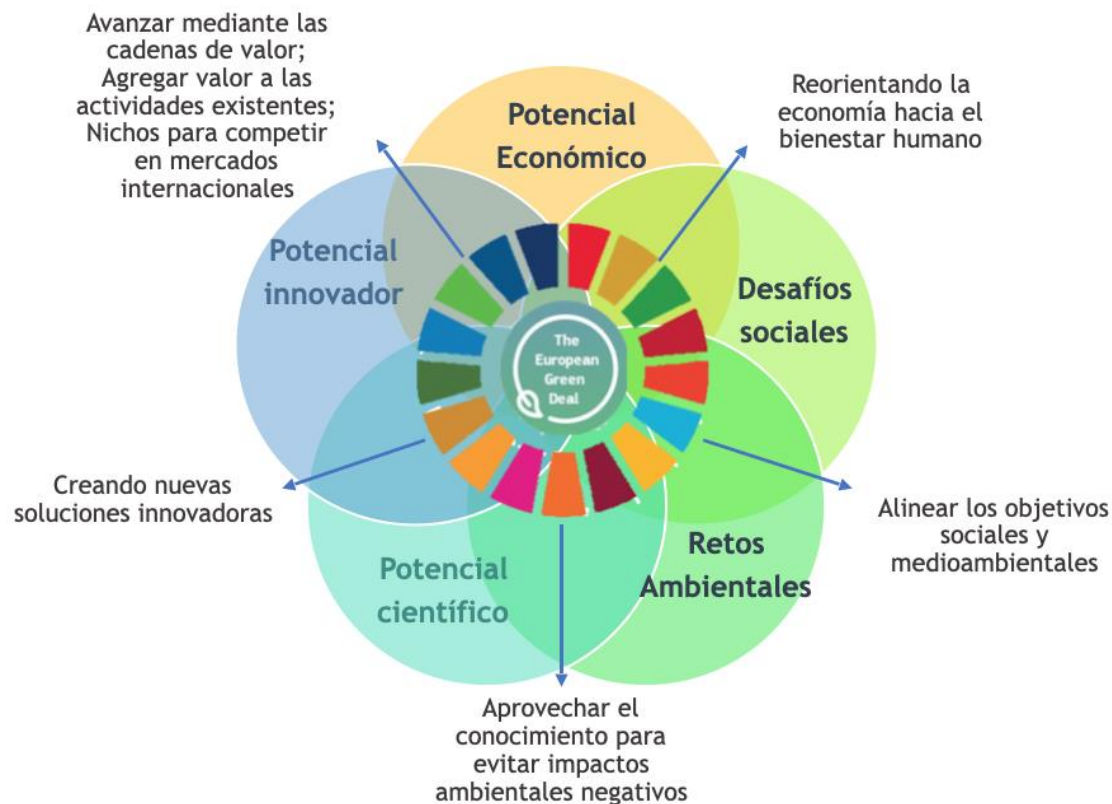 Avanzar mediante las
cadenas de valor;
Agregar valor a las
actividades existentes;
Nichos para competir
en mercados
internacionales
Potencial
Económico
Reorientando la
economía hacia el
bienestar humano
Potencial
innovador
Desafíos
sociales
The
European
Green
Deal
Creando nuevas
soluciones innovadoras
Alinear los objetivos
sociales y
medioambientales
Potencial
científico
Retos
Ambientales
Aprovechar el
conocimiento para
evitar impactos
ambientales negativos